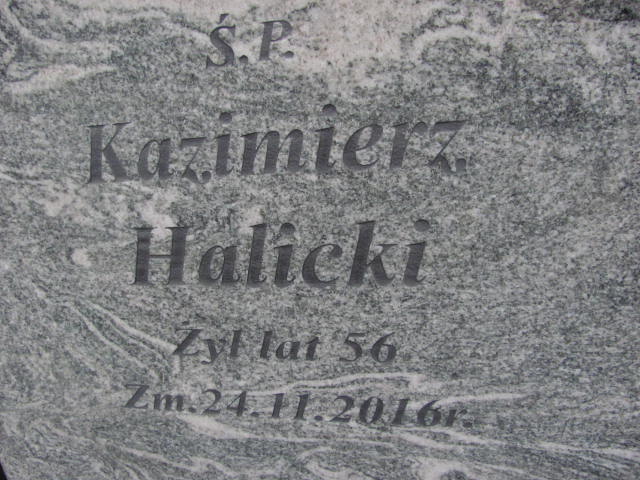 Ś.P.
Kazimierz
Halicki
Żył lat 56
Zm.24.11.2016r.